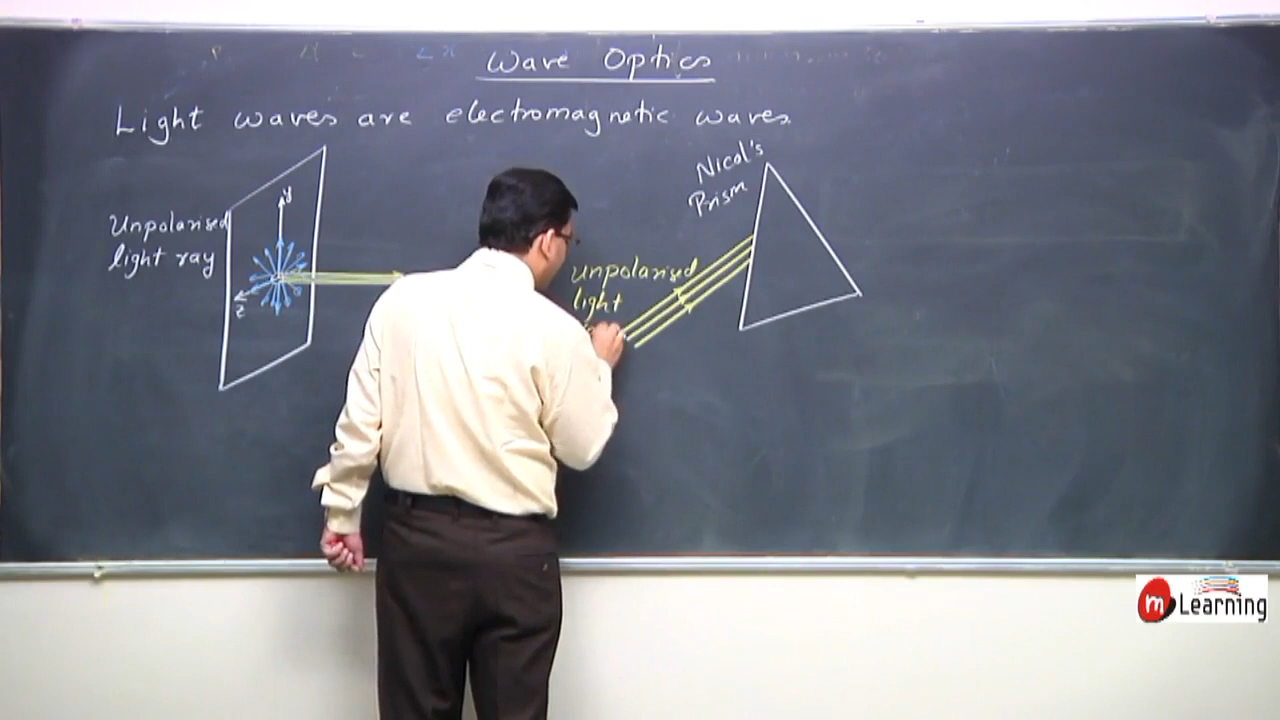 Wave Optics
Light waves are electromagnetic waves.
Nicol's
Prism
Unpolarised
light ray
y
z
Unpolarised
light
m Learning